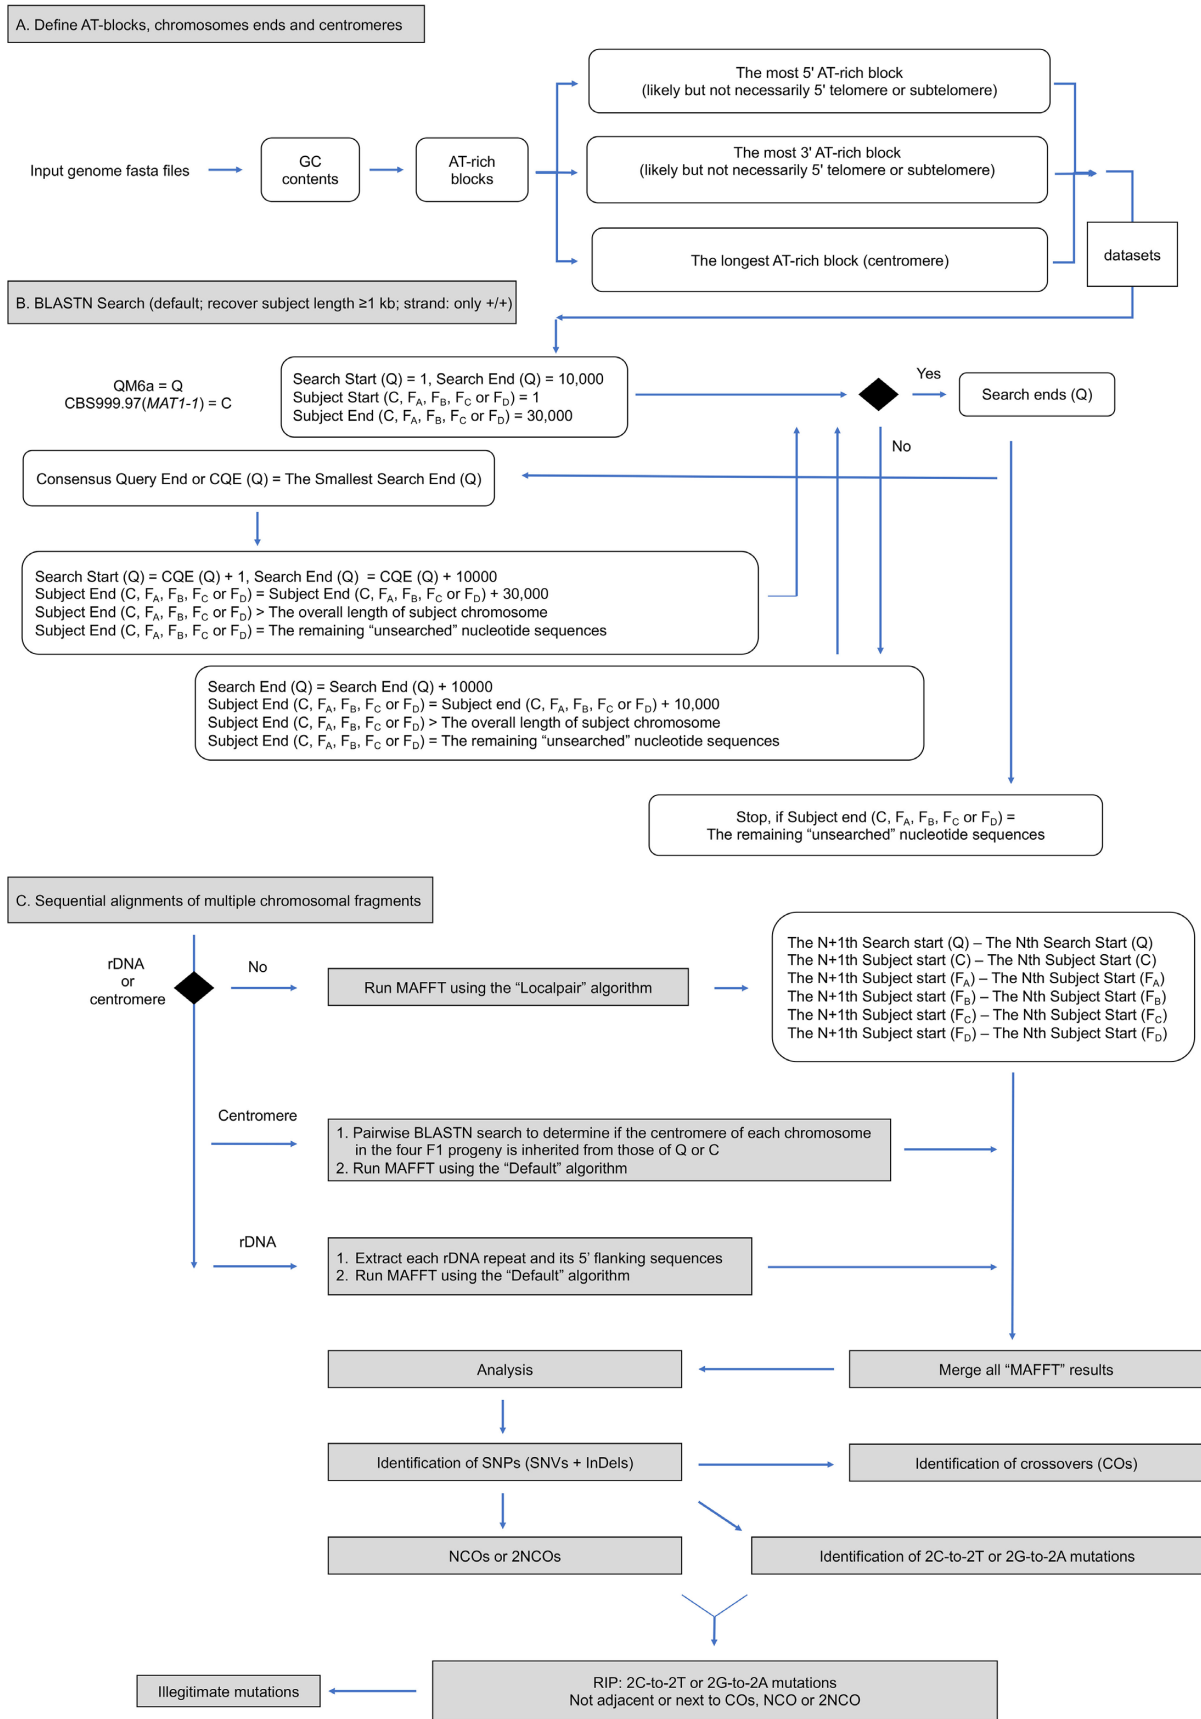 A. Define AT-blocks, chromosomes ends and centromeres
Input genome fasta files
GC
contents
AT-rich
blocks
The most 5' AT-rich block
(likely but not necessarily 5' telomere or subtelomere)
The most 3' AT-rich block
(likely but not necessarily 5' telomere or subtelomere)
The longest AT-rich block (centromere)
datasets
B. BLASTN Search (default; recover subject length ≥1 kb; strand: only +/+)
QM6a = Q
CBS999.97(MAT1-1) = C
Search Start (Q) = 1, Search End (Q) = 10,000
Subject Start (C, FA, FB, FC or FD) = 1
Subject End (C, FA, FB, FC or FD) = 30,000
Yes
Search ends (Q)
No
Consensus Query End or CQE (Q) = The Smallest Search End (Q)
Search Start (Q) = CQE (Q) + 1, Search End (Q)  = CQE (Q) + 10000
Subject End (C, FA, FB, FC or FD) = Subject End (C, FA, FB, FC or FD) + 30,000
Subject End (C, FA, FB, FC or FD) > The overall length of subject chromosome
Subject End (C, FA, FB, FC or FD) = The remaining “unsearched” nucleotide sequences
Search End (Q) = Search End (Q) + 10000
Subject End (C, FA, FB, FC or FD) = Subject end (C, FA, FB, FC or FD) + 10,000
Subject End (C, FA, FB, FC or FD) > The overall length of subject chromosome
Subject End (C, FA, FB, FC or FD) = The remaining “unsearched” nucleotide sequences
Stop, if Subject end (C, FA, FB, FC or FD) =
The remaining “unsearched” nucleotide sequences
C. Sequential alignments of multiple chromosomal fragments
rDNA
or
centromere
No
Run MAFFT using the “Localpair” algorithm
The N+1th Search start (Q) – The Nth Search Start (Q)
The N+1th Subject start (C) – The Nth Subject Start (C)
The N+1th Subject start (FA) – The Nth Subject Start (FA)
The N+1th Subject start (FB) – The Nth Subject Start (FB)
The N+1th Subject start (FC) – The Nth Subject Start (FC)
The N+1th Subject start (FD) – The Nth Subject Start (FD)
Centromere
1. Pairwise BLASTN search to determine if the centromere of each chromosome
in the four F1 progeny is inherited from those of Q or C
2. Run MAFFT using the “Default” algorithm
rDNA
1. Extract each rDNA repeat and its 5’ flanking sequences
2. Run MAFFT using the “Default” algorithm
Analysis
Merge all “MAFFT” results
Identification of SNPs (SNVs + InDels)
Identification of crossovers (COs)
NCOs or 2NCOs
Identification of 2C-to-2T or 2G-to-2A mutations
Illegitimate mutations
RIP: 2C-to-2T or 2G-to-2A mutations
Not adjacent or next to COs, NCO or 2NCO